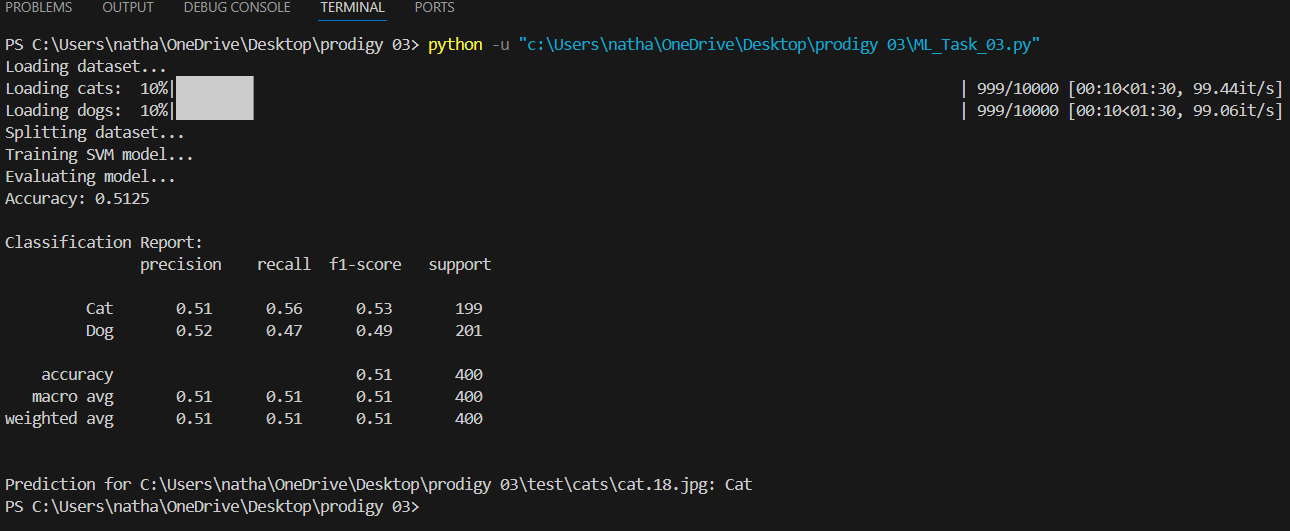 PROBLEMS OUTPUT DEBUG CONSOLE TERMINAL PORTS
PS C:\Users\natha\OneDrive\Desktop\prodigy 03> python -u "c:\Users\natha\OneDrive\Desktop\prodigy 03\ML_Task_03.py"
Loading dataset...
Loading cats: 10%| | 999/10000 [00:10<01:30, 99.44it/s]
Loading dogs: 10%| | 999/10000 [00:10<01:30, 99.06it/s]
Splitting dataset...
Training SVM model...
Evaluating model...
Accuracy: 0.5125
Classification Report:
precision recall f1-score support
Cat 0.51 0.56 0.53 199
Dog 0.52 0.47 0.49 201
accuracy 0.51 400
macro avg 0.51 0.51 0.51 400
weighted avg 0.51 0.51 0.51 400
Prediction for C:\Users\natha\OneDrive\Desktop\prodigy 03\test\cats\cat.18.jpg: Cat
PS C:\Users\natha\OneDrive\Desktop\prodigy 03>